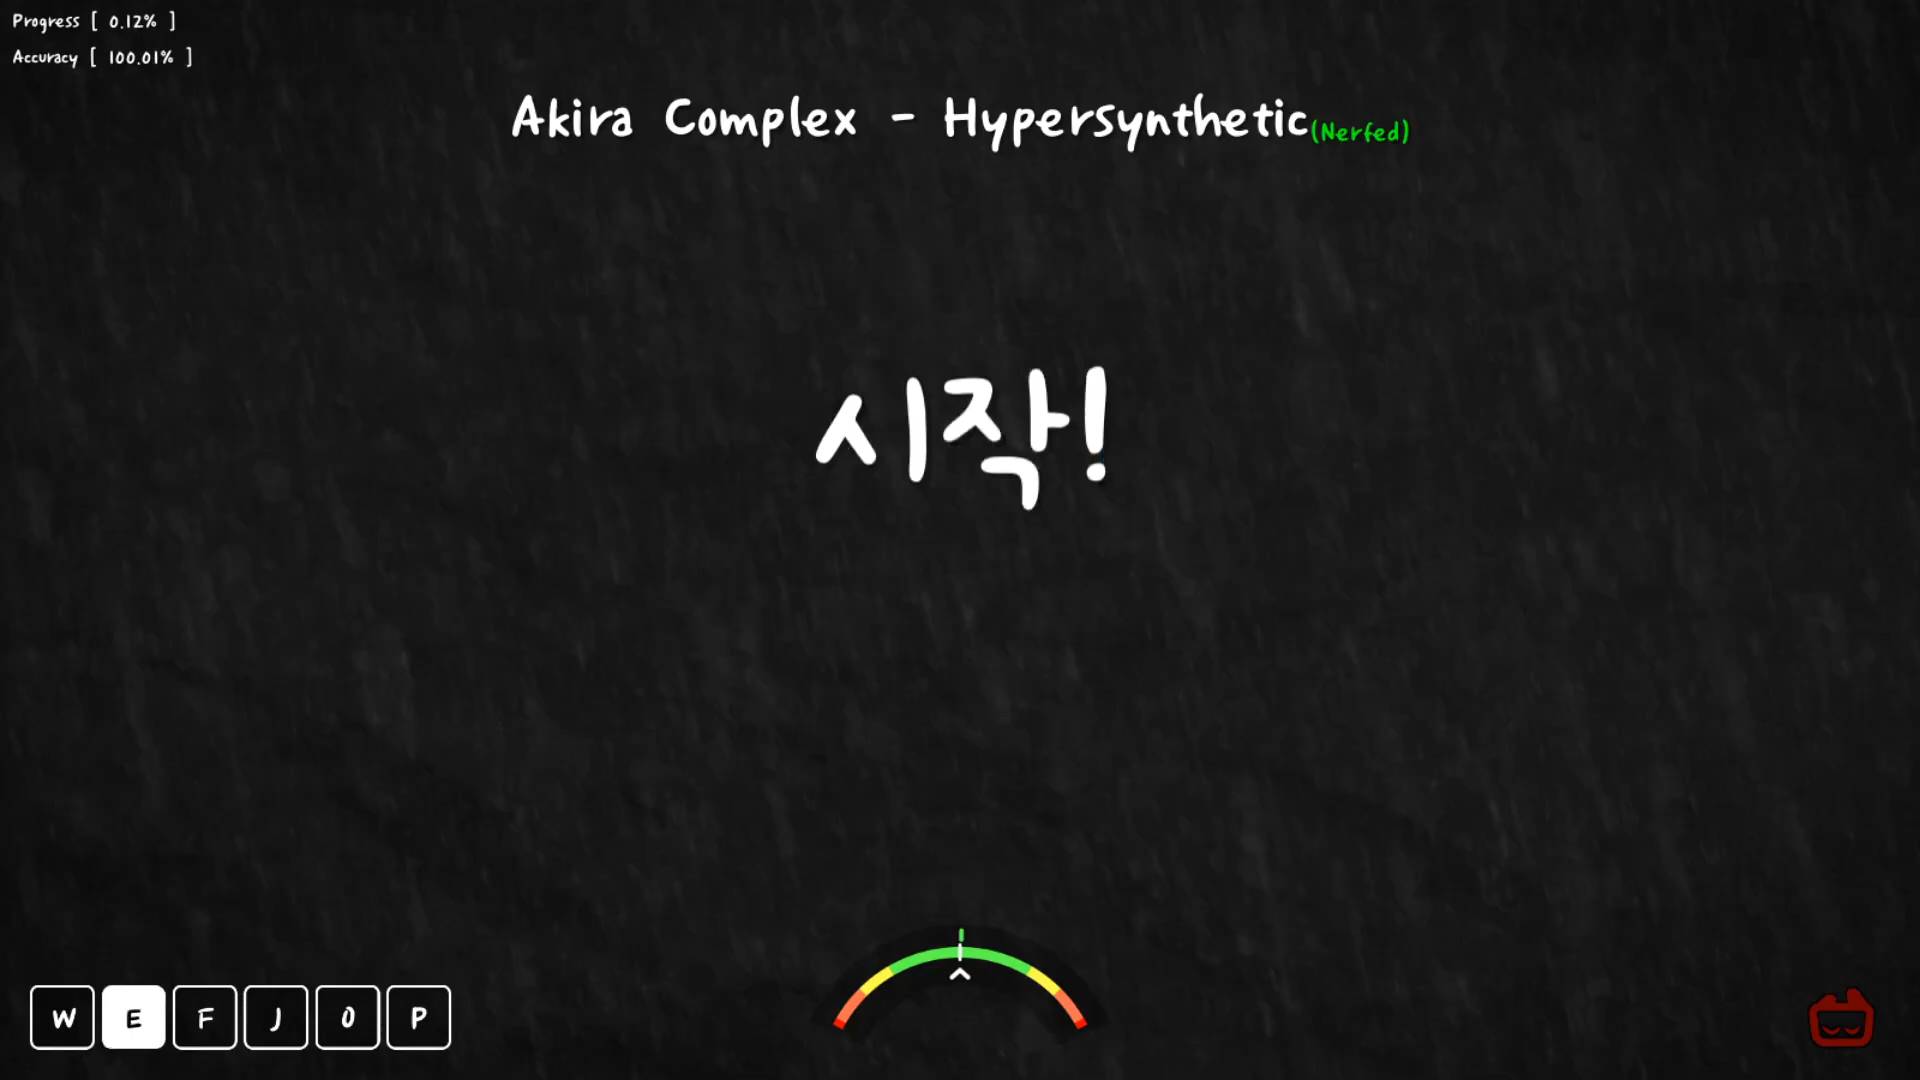 Progress [ 0.12% ]
Accuracy [ 100.01% ]
Akira Complex - Hypersynthetic(Nerfed)
시작!
W E F J O P